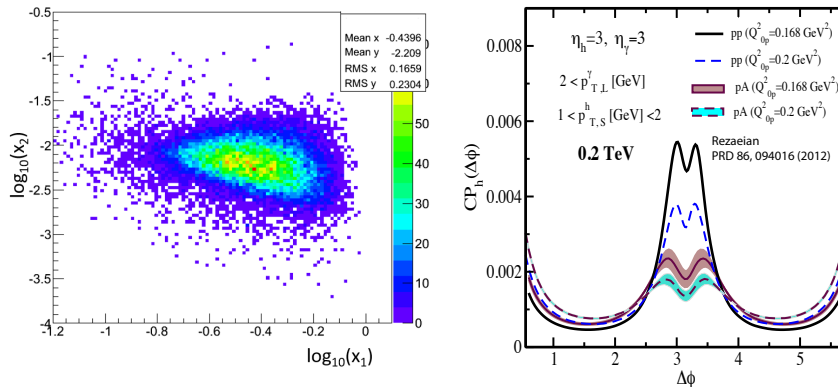 -0.5
-1
-1.5
-2
-2.5
-3
-3.5
-4
log10(x2)
Mean x -0.4396
Mean y -2.209
RMS x 0.1659
RMS y 0.2304
50
40
30
20
10
0
-1.2 -1 -0.8 -0.6 -0.4 -0.2 0
log10(x1)
0.008
0.006
0.004
0.002
0
CPh(Δϕ)
ηh=3, ηγ=3
2 < pγT,L [GeV]
1 < phT,S [GeV] <2
0.2 TeV
pp (Q20p=0.168 GeV2)
pp (Q20p=0.2 GeV2)
pA (Q20p=0.168 GeV2)
pA (Q20p=0.2 GeV2)
Rezaeian
PRD 86, 094016 (2012)
1 2 3 4 5
Δϕ